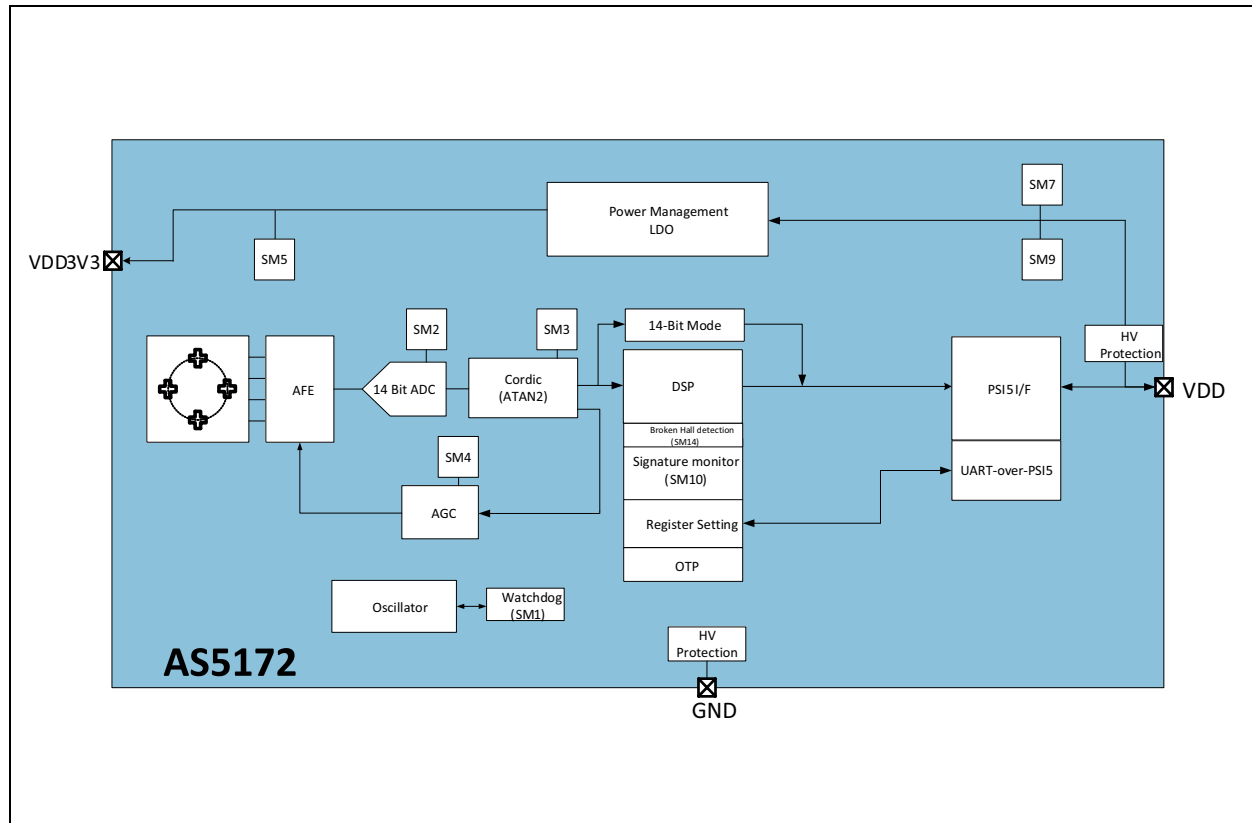 SM7
Power Management
LDO
VDD3V3
SM5
SM9
SM2
SM3
14-Bit Mode
HV
Protection
AFE
14 Bit ADC
Cordic
(ATAN2)
DSP
PSI5 I/F
VDD
Broken Hall detection
(SM14)
SM4
Signature monitor
(SM10)
UART-over-PSI5
AGC
Register Setting
OTP
Oscillator
Watchdog
(SM1)
HV
Protection
AS5172
GND